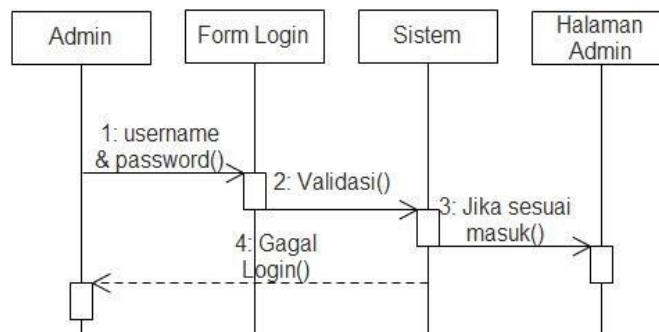 Admin
Form Login
Sistem
Halaman
Admin
1: username
& password()
2: Validasi()
3: Jika sesuai
masuk()
4: Gagal
Login()